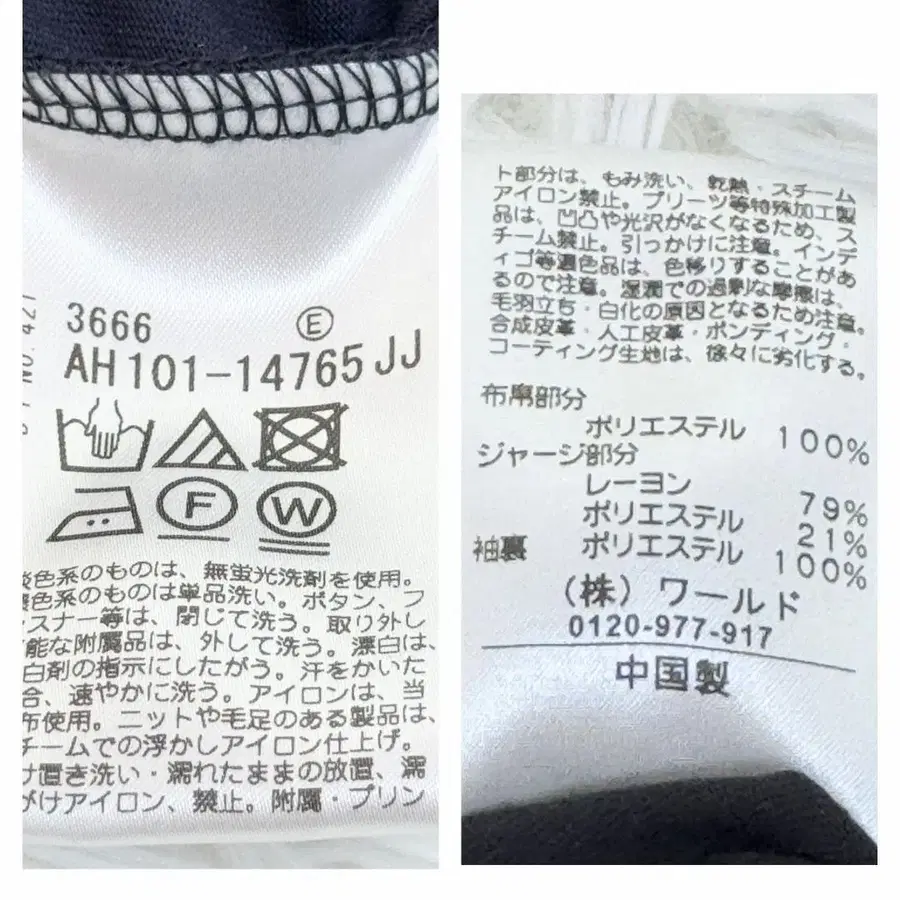 NO. 421
3666
E
AH101-14765JJ
F
W
色系のものは、無蛍光洗剤を使用。
色系のものは単品洗い。ボタン、フ
スナー等は、閉じて洗う。取り外し
能な附属品は、外して洗う。漂白は、
白剤の指示にしたがう。汗をかいた
合、速やかに洗う。アイロンは、当
布使用。ニットや毛足のある製品は、
チームでの浮かしアイロン仕上げ。
け置き洗い・濡れたままの放置、濡
がけアイロン、禁止。附属・プリン
ト部分は、もみ洗い、乾熱・スチーム
アイロン禁止。プリーツ等特殊加工製
品は、凹凸や光沢がなくなるため、ス
チーム禁止。引っかけに注意。インデ
ィゴ等濃色品は、色移りすることがあ
るので注意。湿潤での過剰な摩擦は、
毛羽立ち・白化の原因となるため注意。
合成皮革・人工皮革・ボンディング・
コーティング生地は、徐々に劣化する。
布帛部分
ポリエステル 100%
ジャージ部分
レーヨン 79%
ポリエステル 21%
袖裏 ポリエステル 100%
(株) ワールド
0120-977-917
中国製